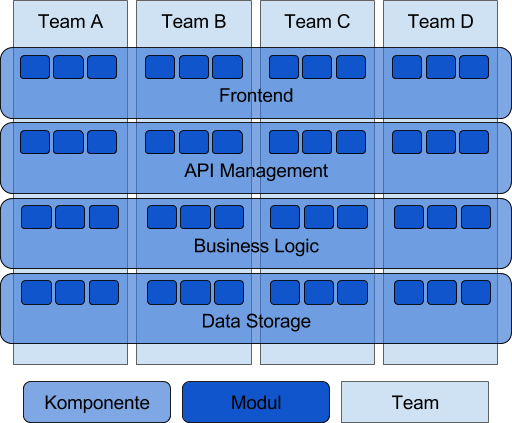 Team A Team B Team C Team D
Frontend
API Management
Business Logic
Data Storage
Komponente Modul Team